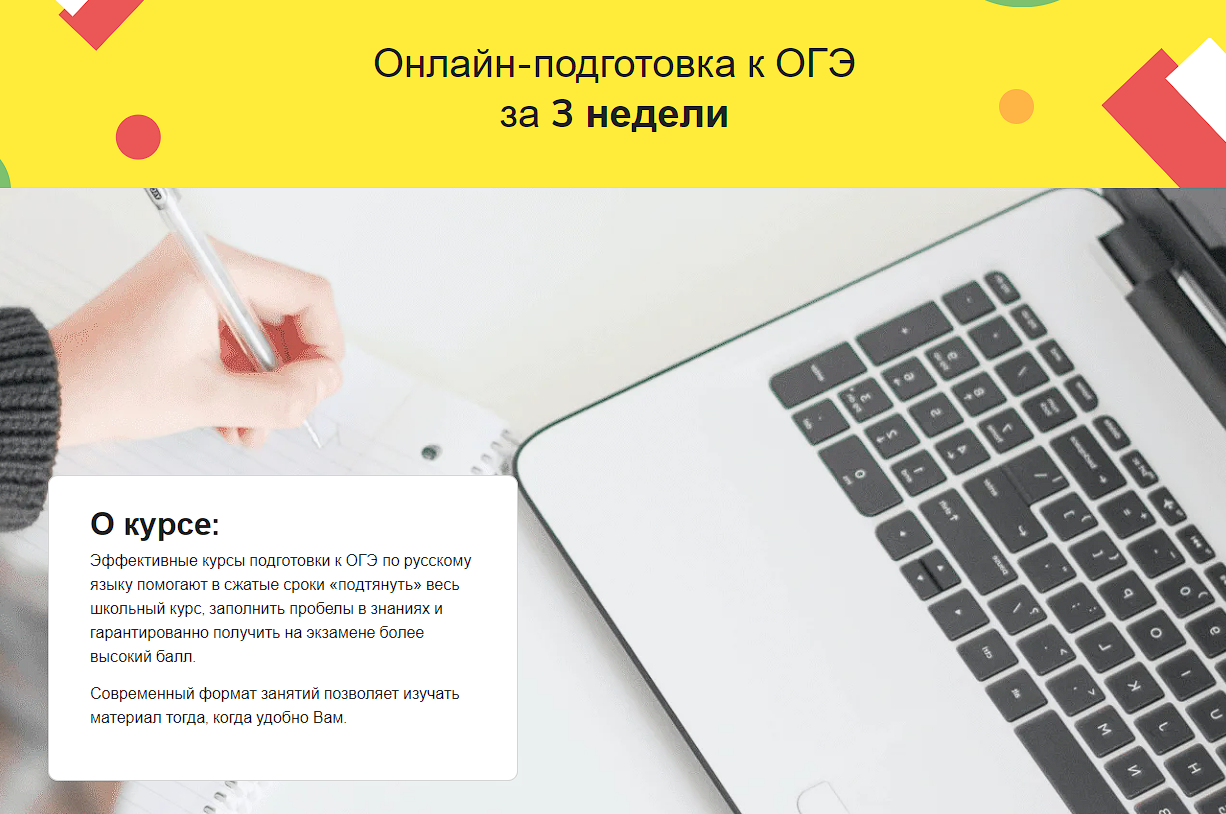 Онлайн-подготовка к ОГЭ
за 3 недели
О курсе:
Эффективные курсы подготовки к ОГЭ по русскому
языку помогают в сжатые сроки «подтянуть» весь
школьный курс, заполнить пробелы в знаниях и
гарантированно получить на экзамене более
высокий балл.
Современный формат занятий позволяет изучать
материал тогда, когда удобно Вам.